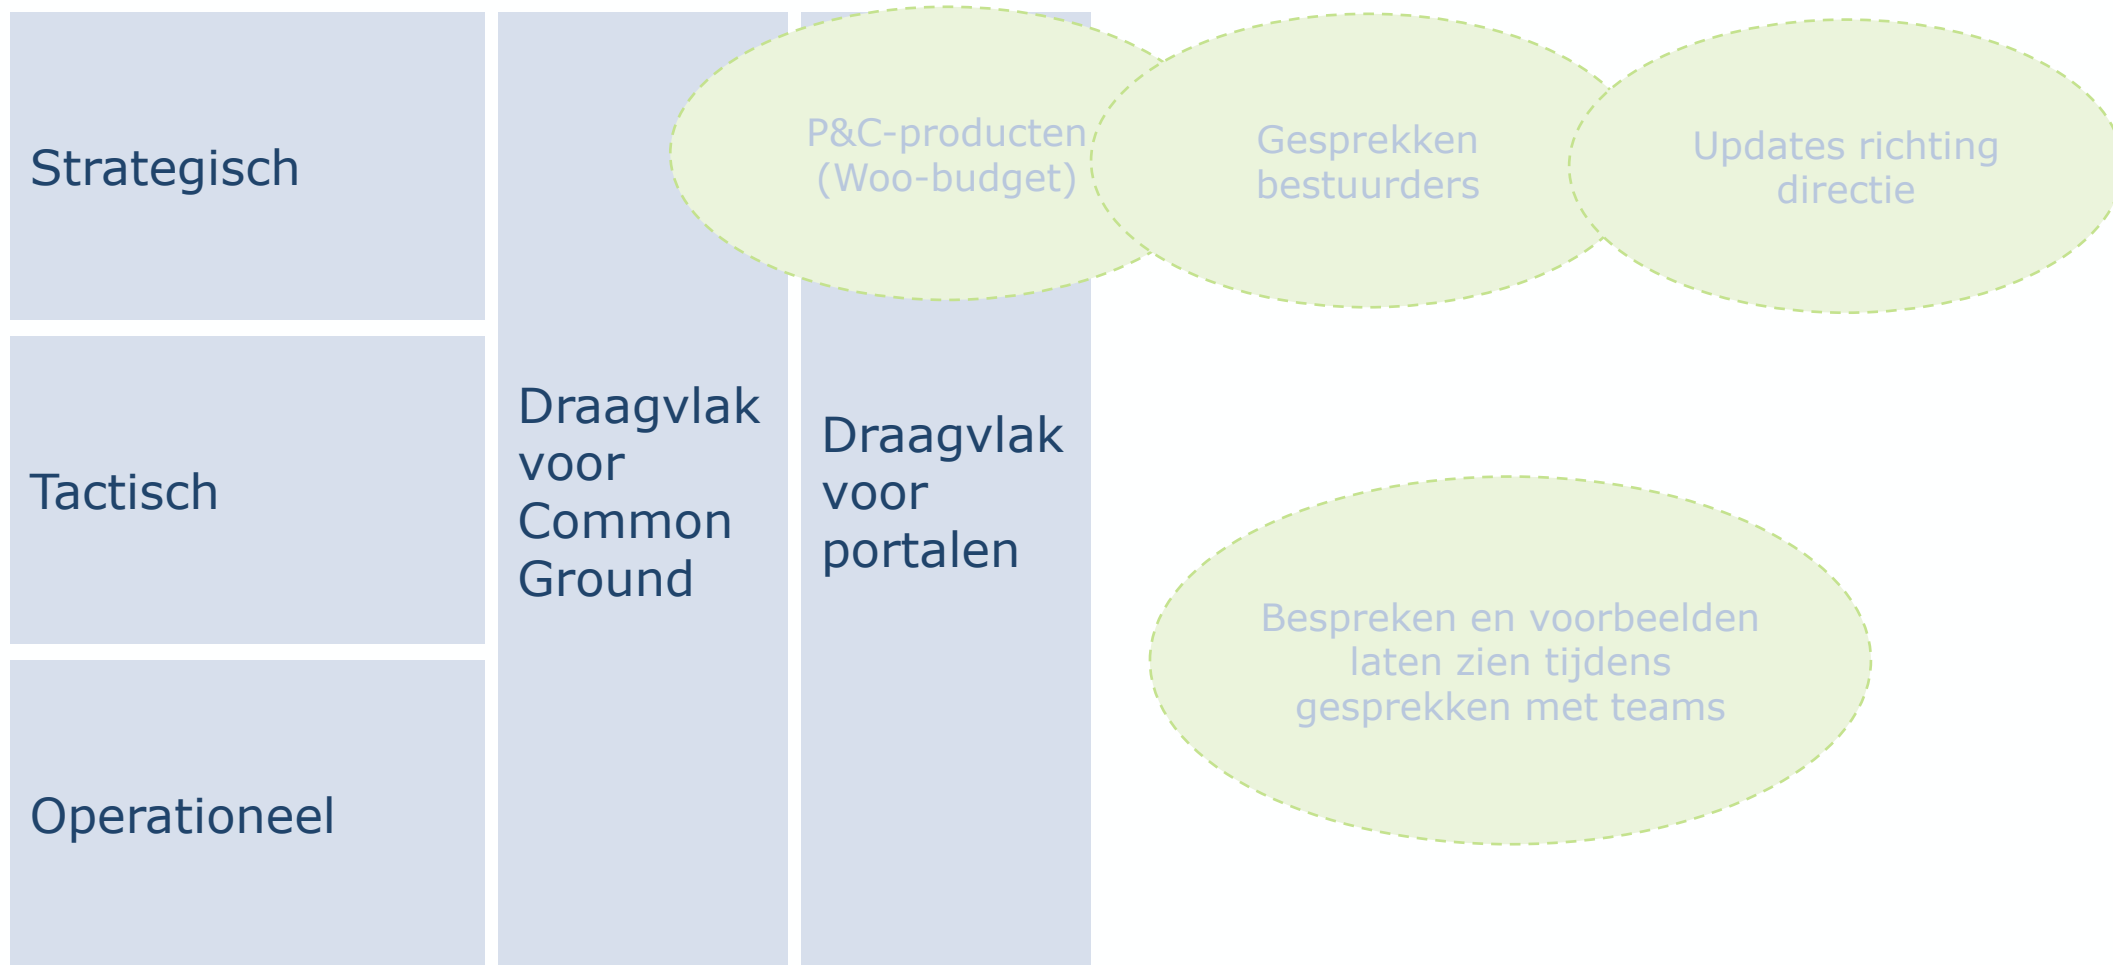 Strategisch
P&C-producten
(Woo-budget)
Gesprekken
bestuurders
Updates richting
directie
Tactisch
Draagvlak
voor
Common
Ground
Draagvlak
voor
portalen
Bespreken en voorbeelden
laten zien tijdens
gesprekken met teams
Operationeel